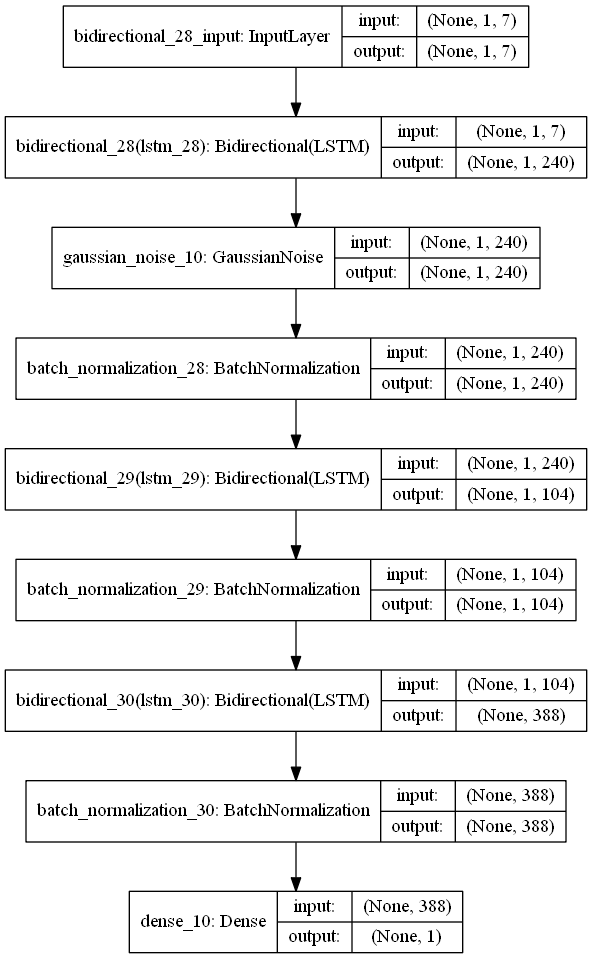 bidirectional_28_input: InputLayer
input:
(None, 1, 7)
output:
(None, 1, 7)
bidirectional_28(lstm_28): Bidirectional(LSTM)
input:
(None, 1, 7)
output:
(None, 1, 240)
gaussian_noise_10: GaussianNoise
input:
(None, 1, 240)
output:
(None, 1, 240)
batch_normalization_28: BatchNormalization
input:
(None, 1, 240)
output:
(None, 1, 240)
bidirectional_29(lstm_29): Bidirectional(LSTM)
input:
(None, 1, 240)
output:
(None, 1, 104)
batch_normalization_29: BatchNormalization
input:
(None, 1, 104)
output:
(None, 1, 104)
bidirectional_30(lstm_30): Bidirectional(LSTM)
input:
(None, 1, 104)
output:
(None, 388)
batch_normalization_30: BatchNormalization
input:
(None, 388)
output:
(None, 388)
dense_10: Dense
input:
(None, 388)
output:
(None, 1)